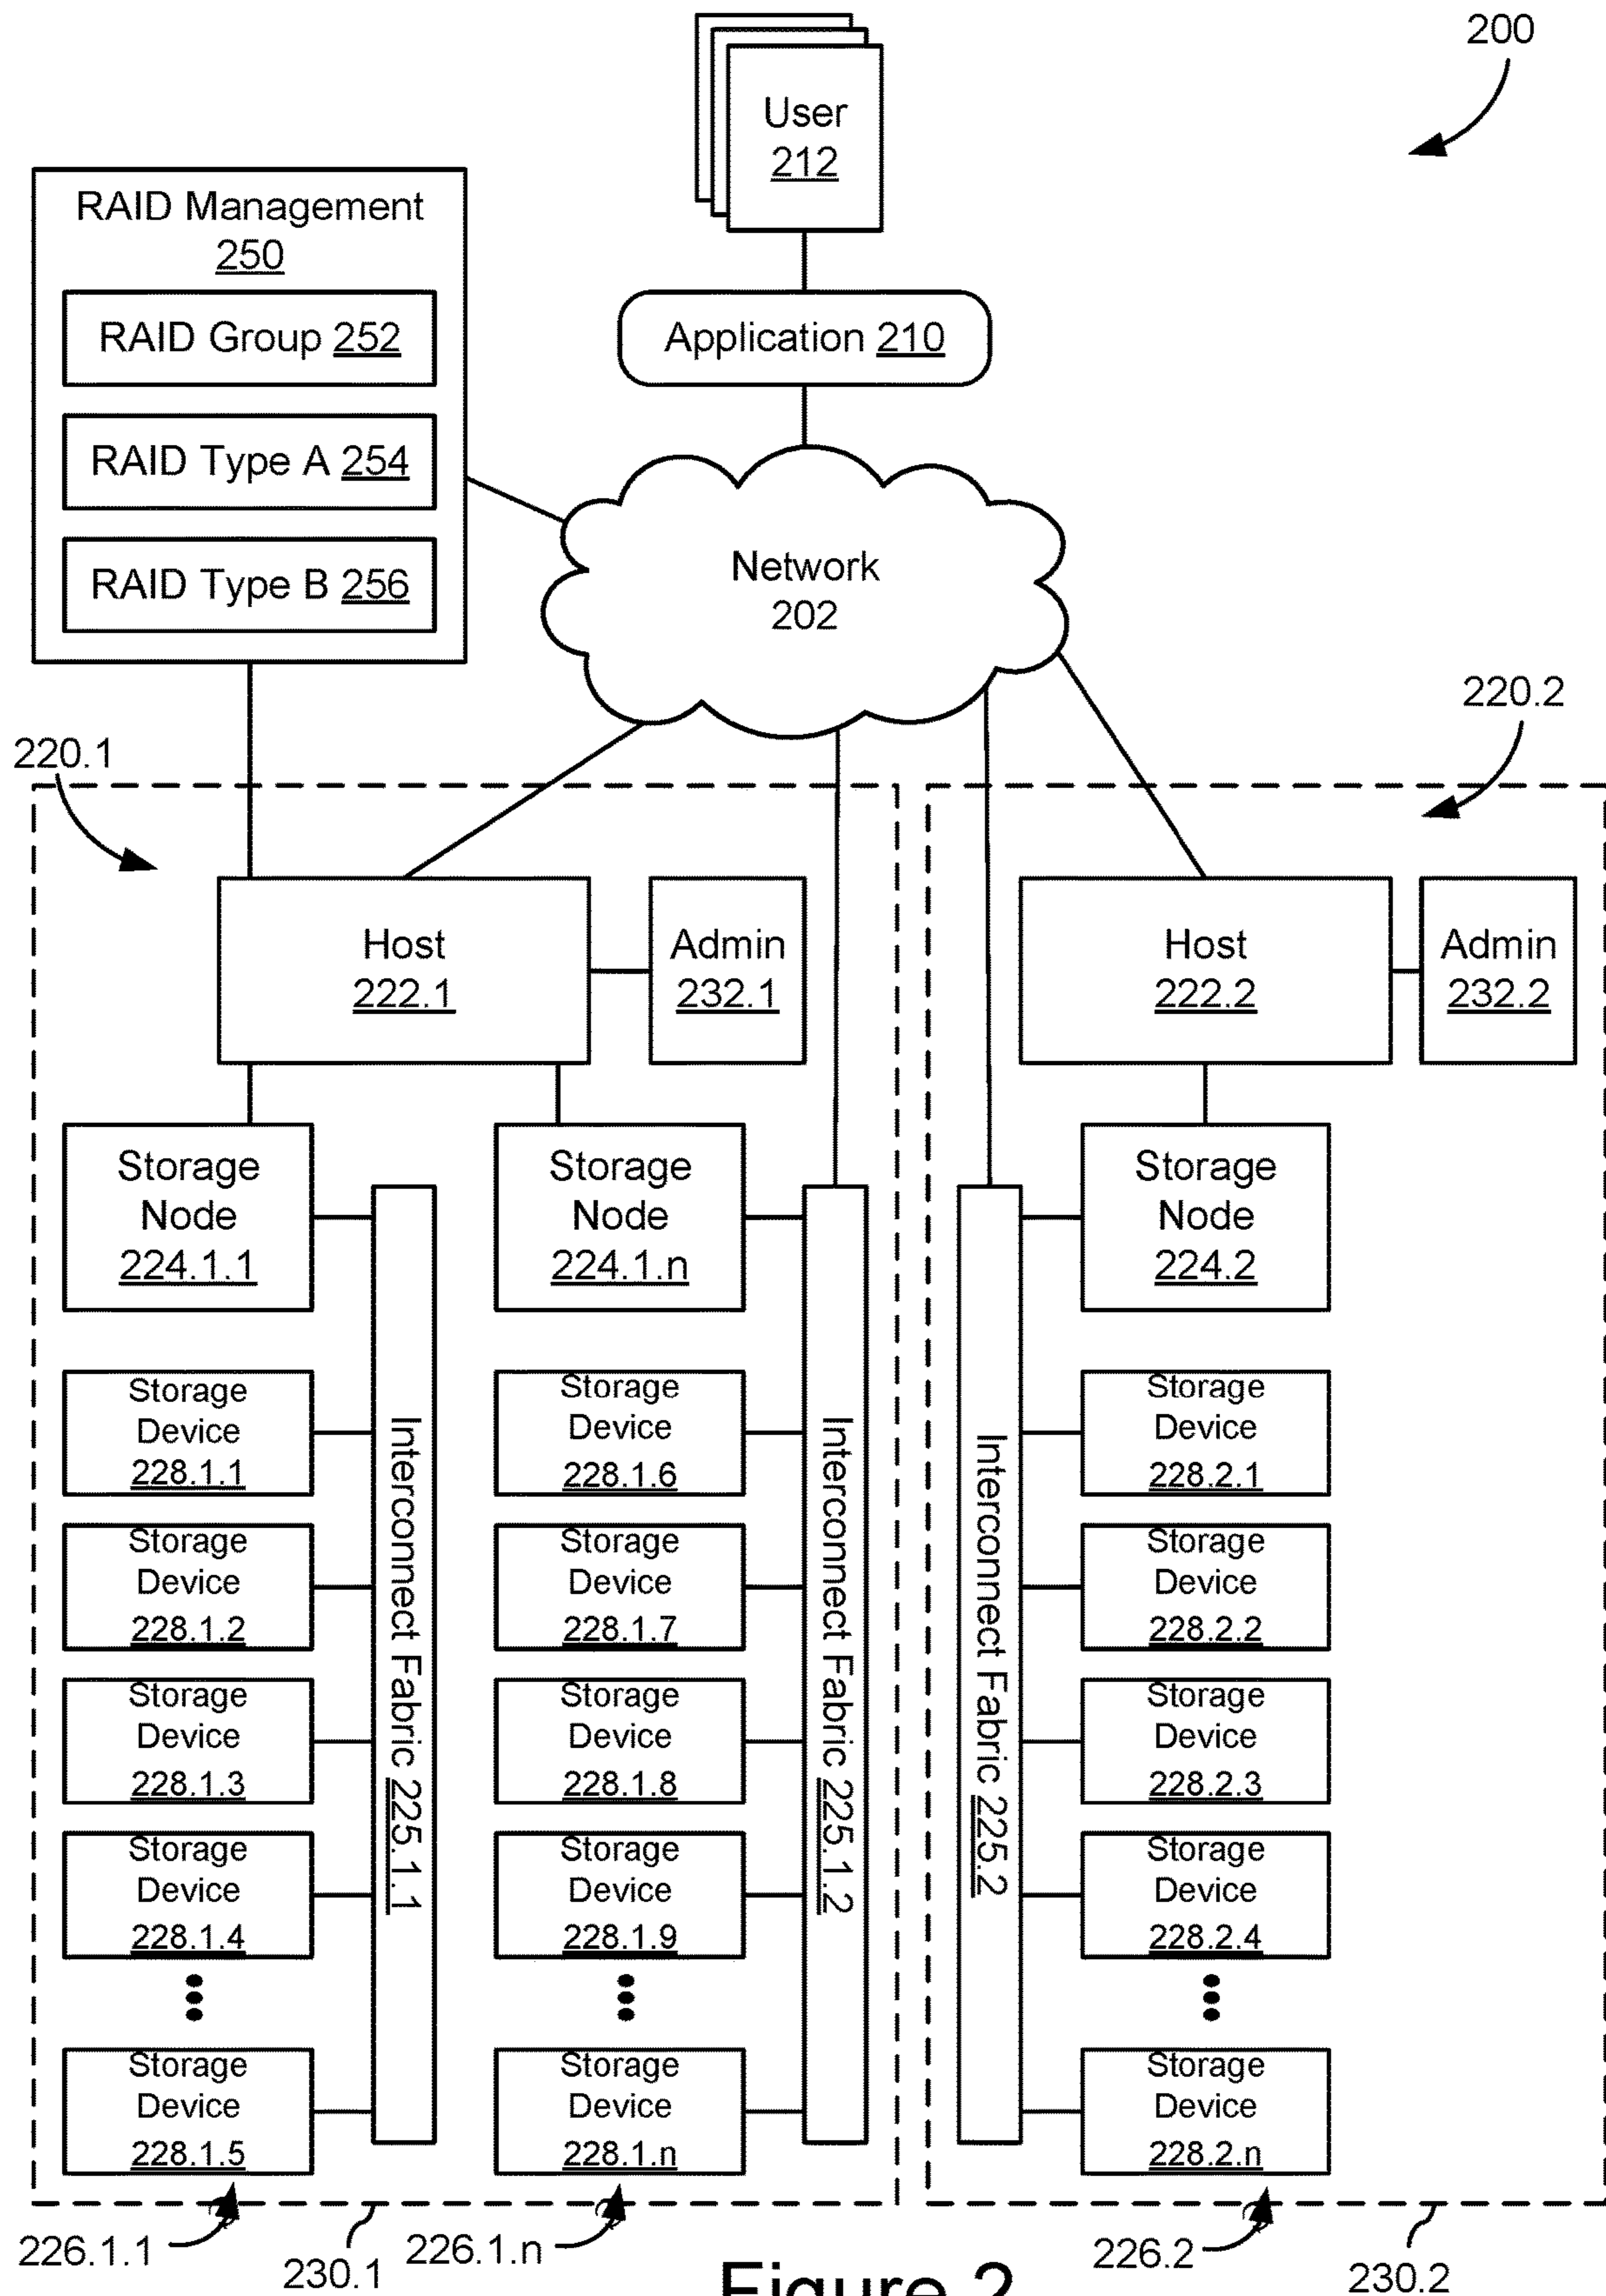 200
User
212
RAID Management
250
RAID Group 252
RAID Type A 254
RAID Type B 256
Application 210
Network
202
220.1
220.2
Host
222.1
Admin
232.1
Host
222.2
Admin
232.2
Storage
Node
224.1.1
Storage
Node
224.1.n
Storage
Node
224.2
Storage
Device
228.1.1
Storage
Device
228.1.2
Storage
Device
228.1.3
Storage
Device
228.1.4
Storage
Device
228.1.5
Interconnect Fabric 225.1.1
Storage
Device
228.1.6
Storage
Device
228.1.7
Storage
Device
228.1.8
Storage
Device
228.1.9
Storage
Device
228.1.n
Interconnect Fabric 225.1.2
Interconnect Fabric 225.2
Storage
Device
228.2.1
Storage
Device
228.2.2
Storage
Device
228.2.3
Storage
Device
228.2.4
Storage
Device
228.2.n
226.1.1
230.1
226.1.n
226.2
230.2
Figure 2